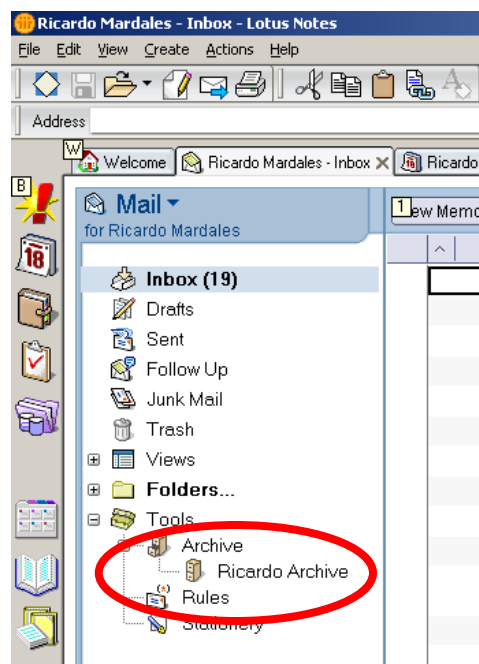 Ricardo Mardales - Inbox - Lotus Notes
File Edit View Create Actions Help
Address
W
Welcome Ricardo Mardales - Inbox Ricardo
B
Mail
for Ricardo Mardales
1 ew Memo
18
Inbox (19)
Drafts
Sent
Follow Up
Junk Mail
Trash
Views
Folders...
Tools
Archive
Ricardo Archive
Rules
Stationery